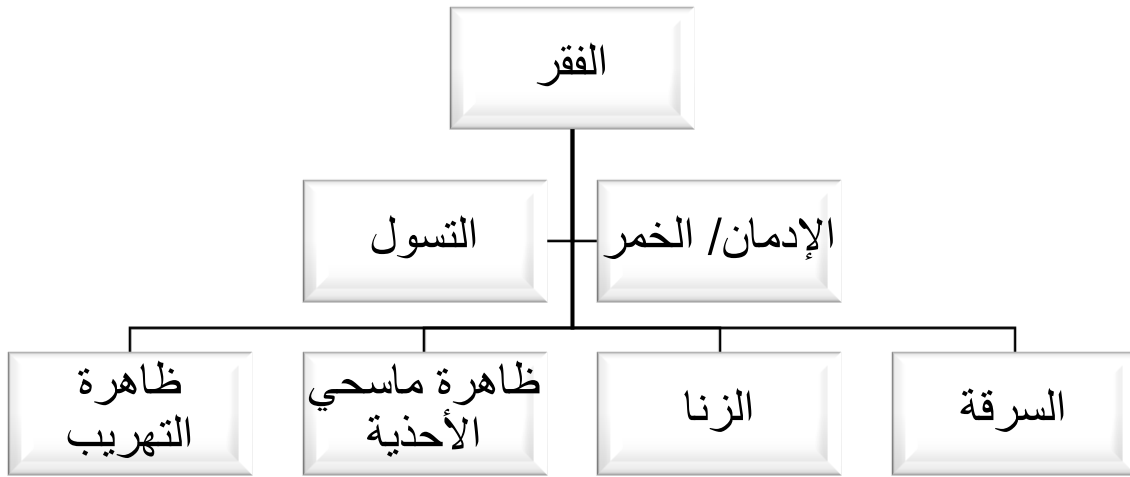 الفقر
الإدمان/ الخمر
التسول
السرقة
الزنا
ظاهرة ماسحي
الأحذية
ظاهرة
التهريب